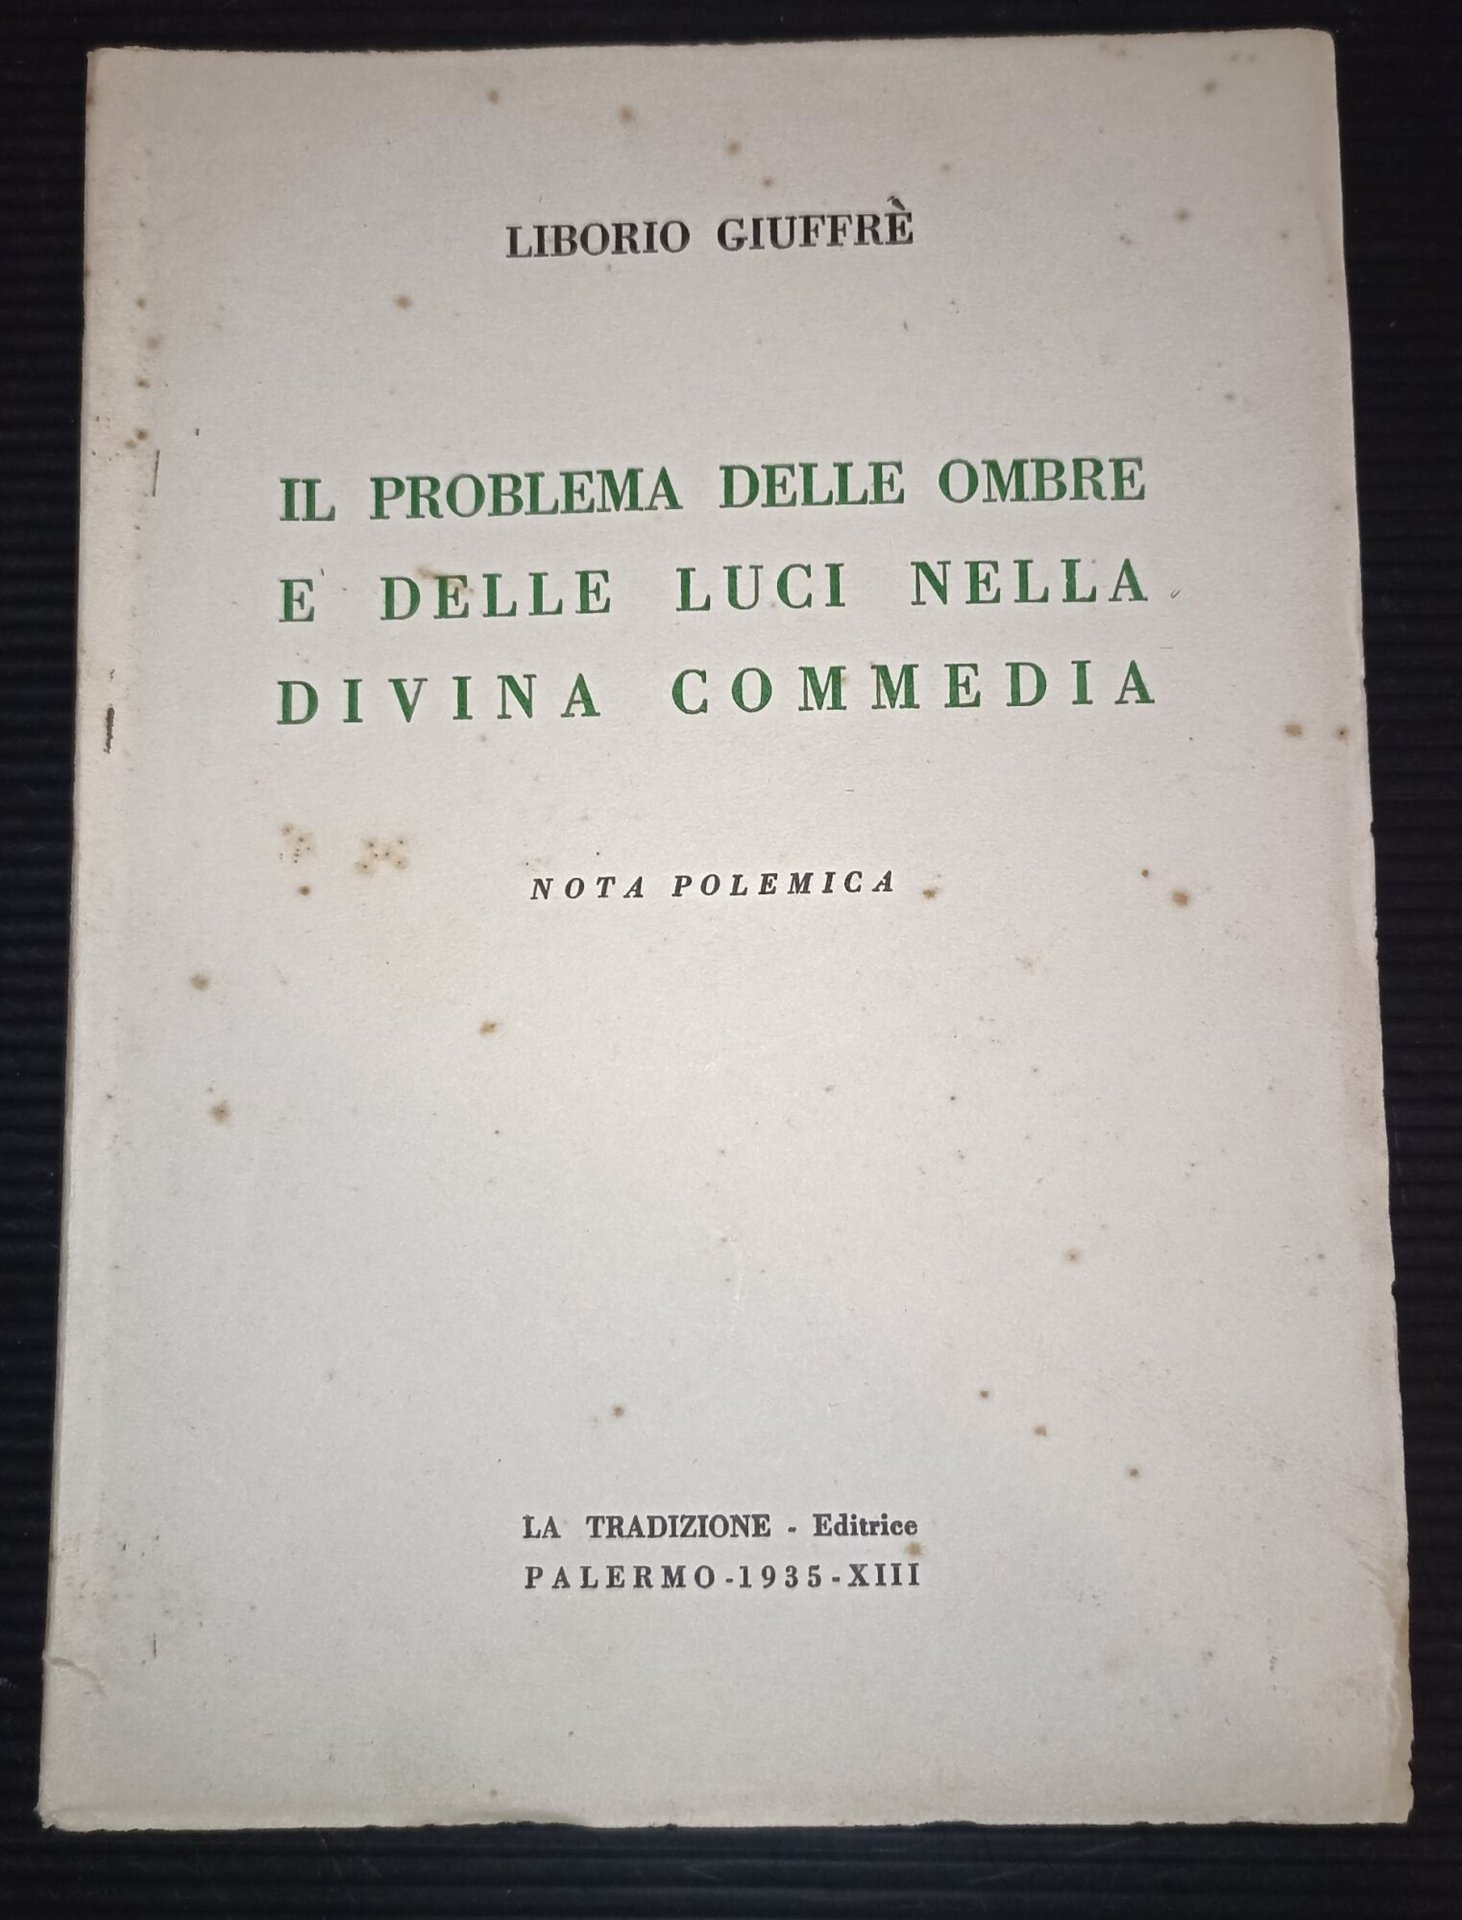 LIBORIO GIUFFRÈ
IL PROBLEMA DELLE OMBRE
E DELLE LUCI NELLA
DIVINA COMMEDIA
NOTA POLEMICA
LA TRADIZIONE - Editrice
PALERMO-1935-XIII